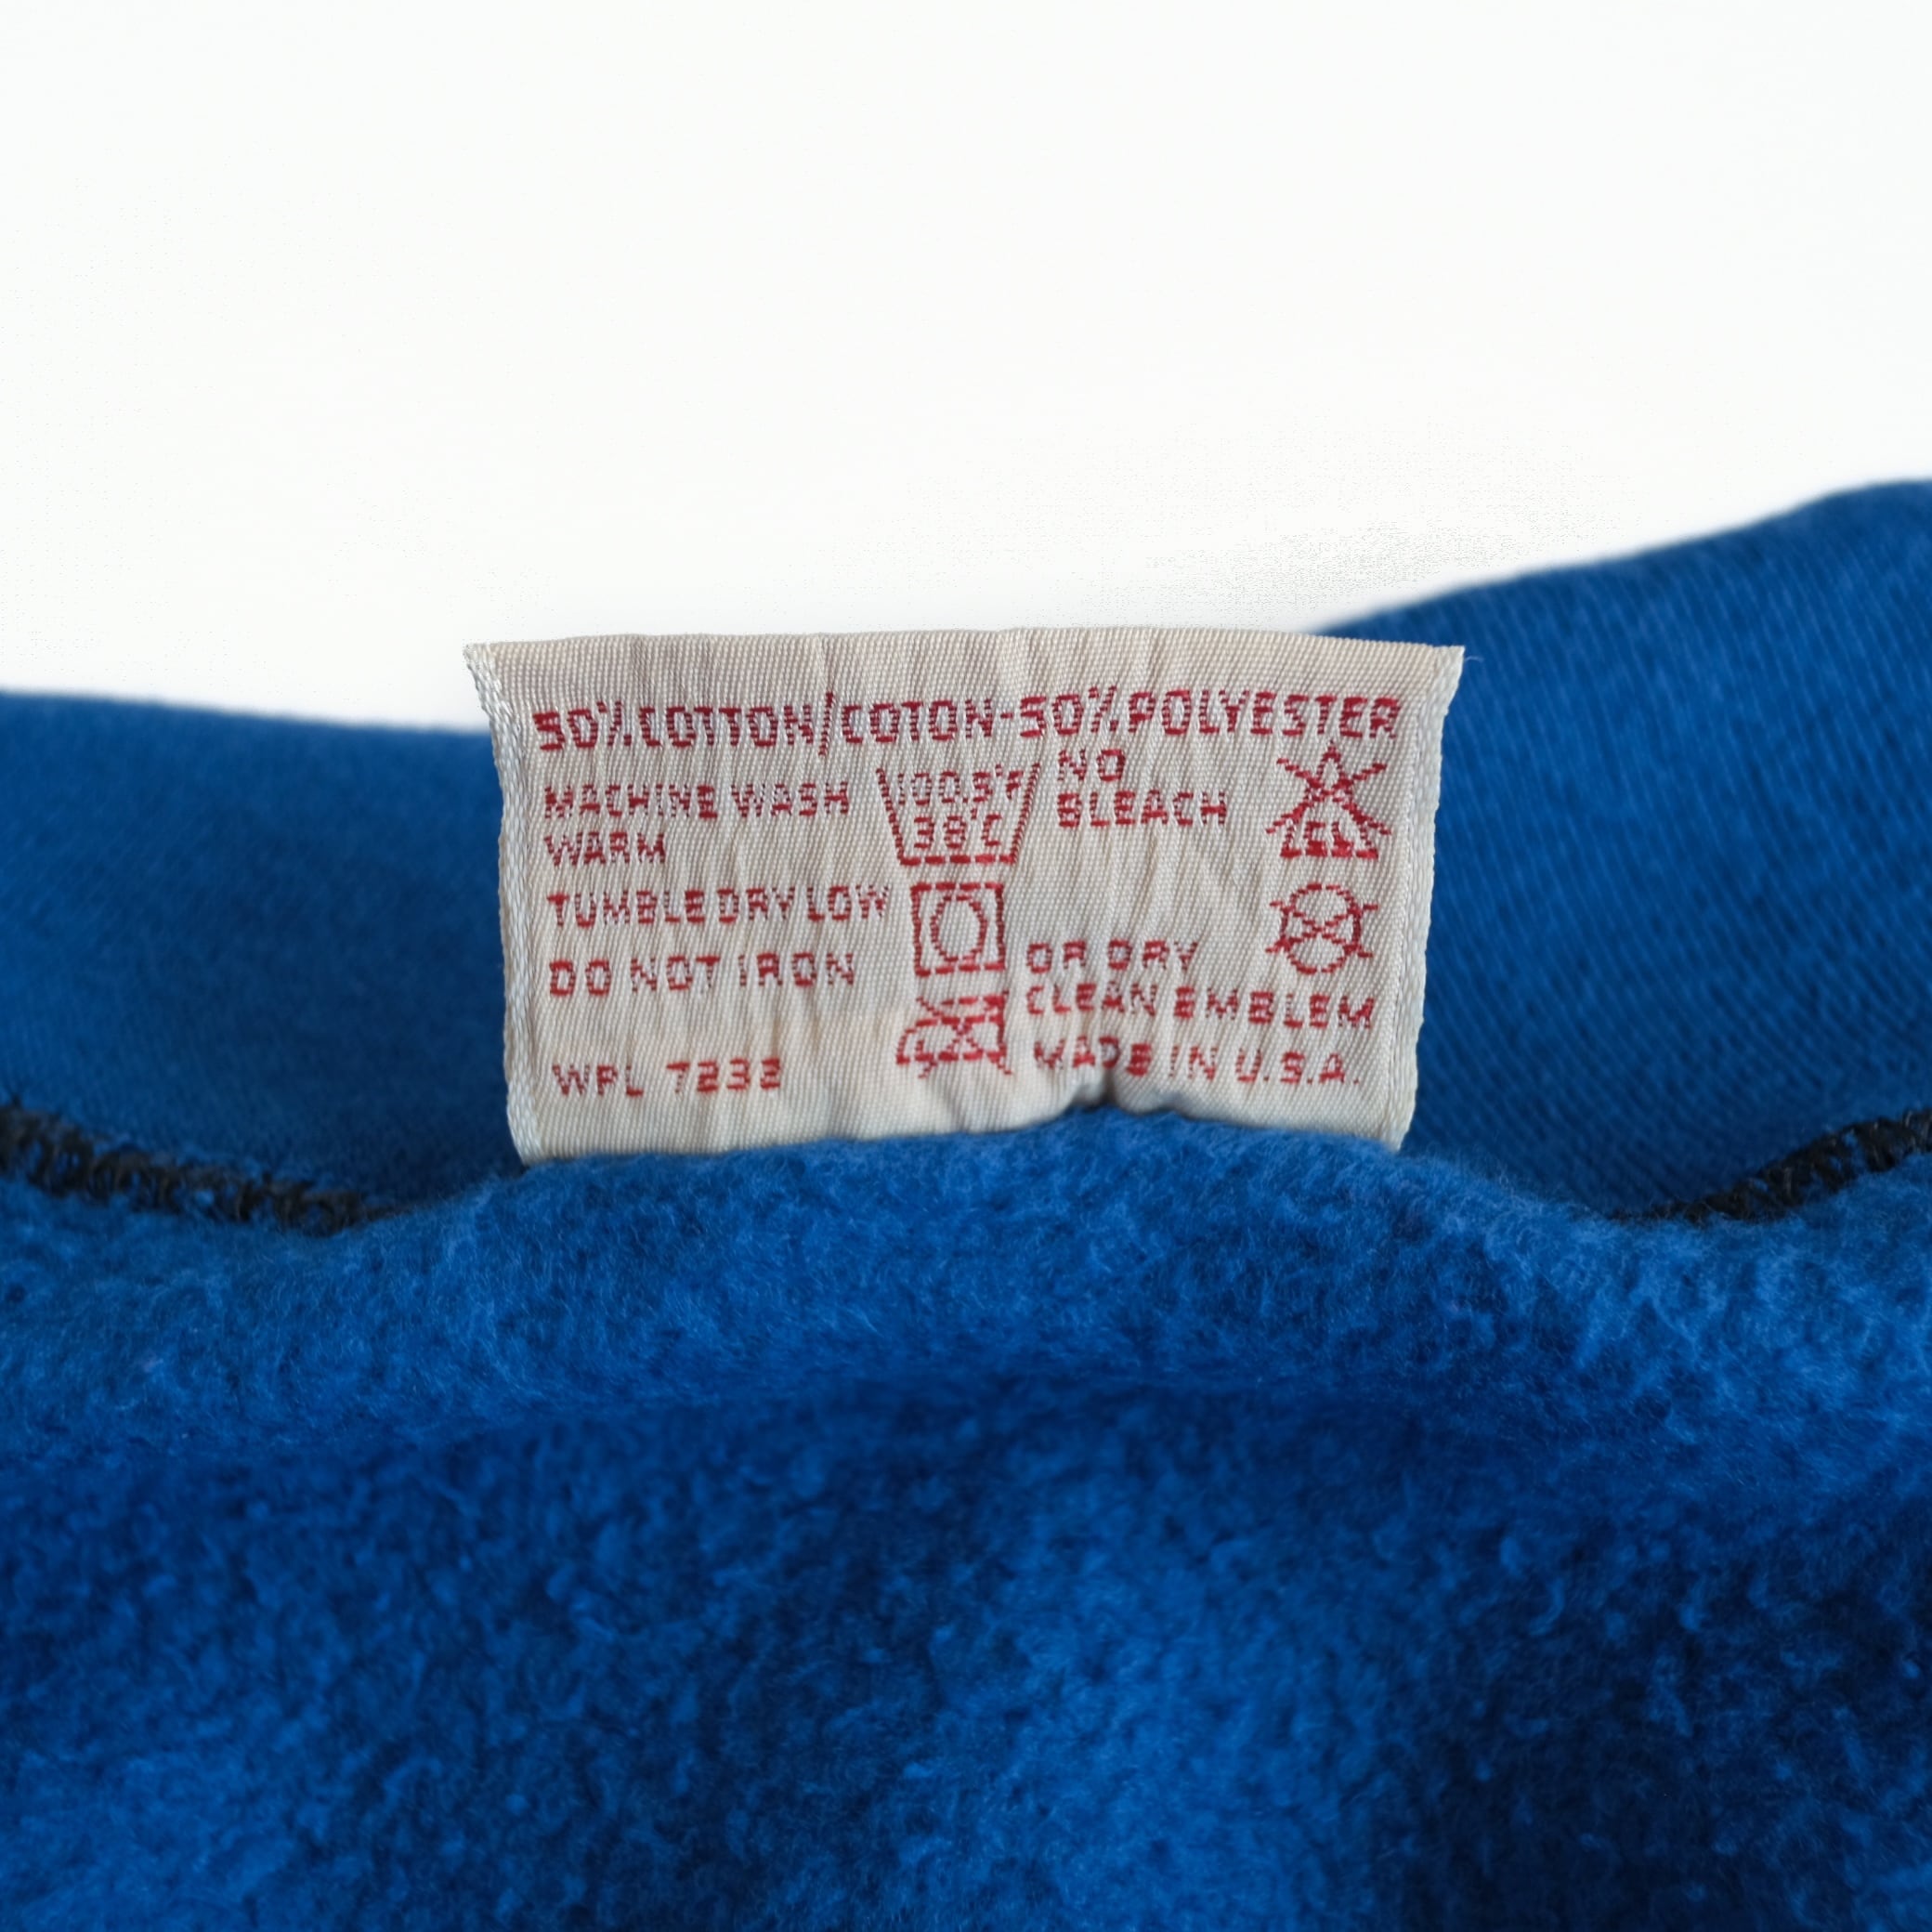 50% COTTON/COTON-50% POLYESTER
MACHINE WASH
WARM
100.5°F
38°C
NO
BLEACH
CL
TUMBLE DRY LOW
DO NOT IRON
OR DRY
CLEAN EMBLEM
WPL 7232
MADE IN U.S.A.